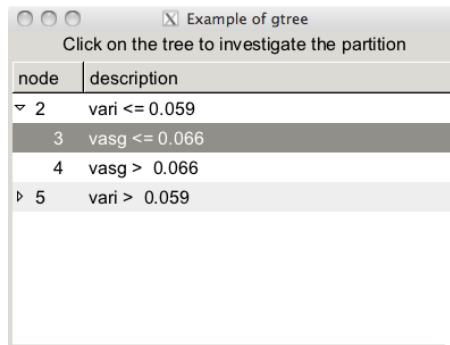 Example of gtree
Click on the tree to investigate the partition
node description
2 vari <= 0.059
3 vasg <= 0.066
4 vasg > 0.066
5 vari > 0.059